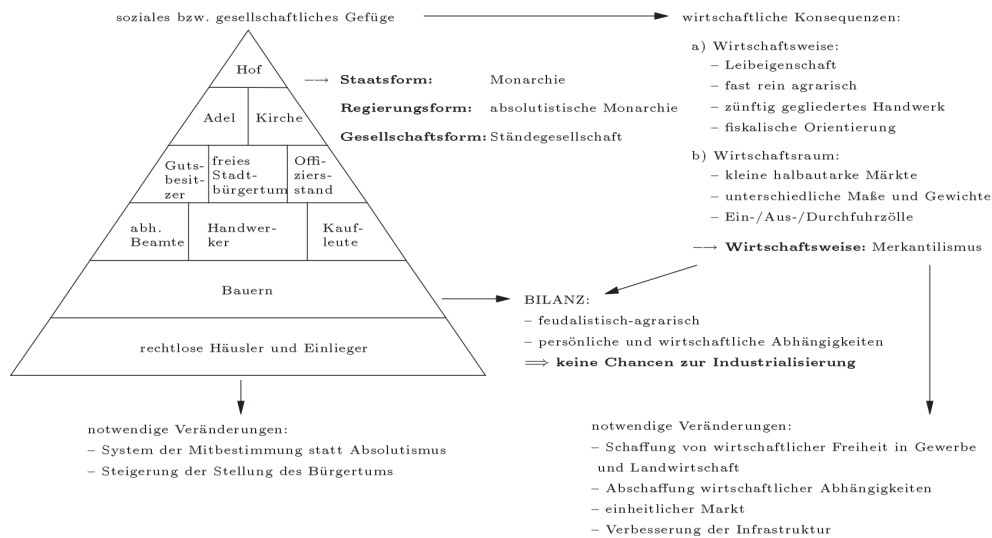 soziales bzw. gesellschaftliches Gefüge
wirtschaftliche Konsequenzen:
Hof
Adel
Kirche
Guts-
besit-
zer
freies
Stadt-
bürgertum
Offi-
ziers-
stand
abh.
Beamte
Handwer-
ker
Kauf-
leute
Bauern
rechtlose Häusler und Einlieger
→ Staatsform: Monarchie
Regierungsform: absolutistische Monarchie
Gesellschaftsform: Ständegesellschaft
a) Wirtschaftsweise:
– Leibeigenschaft
– fast rein agrarisch
– zünftig gegliedertes Handwerk
– fiskalische Orientierung
b) Wirtschaftsraum:
– kleine halbautarke Märkte
– unterschiedliche Maße und Gewichte
– Ein-/Aus-/Durchfuhrzölle
→ Wirtschaftsweise: Merkantilismus
BILANZ:
– feudalistisch-agrarisch
– persönliche und wirtschaftliche Abhängigkeiten
⟹ keine Chancen zur Industrialisierung
notwendige Veränderungen:
– System der Mitbestimmung statt Absolutismus
– Steigerung der Stellung des Bürgertums
notwendige Veränderungen:
– Schaffung von wirtschaftlicher Freiheit in Gewerbe
und Landwirtschaft
– Abschaffung wirtschaftlicher Abhängigkeiten
– einheitlicher Markt
– Verbesserung der Infrastruktur